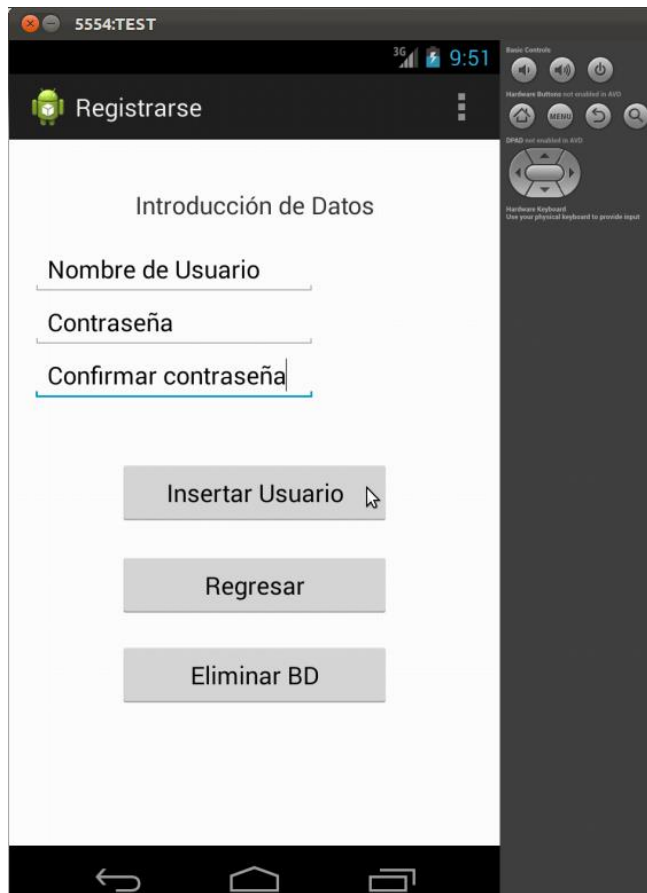 5554:TEST
3G 9:51
Registrarse
Introducción de Datos
Nombre de Usuario
Contraseña
Confirmar contraseña
Insertar Usuario
Regresar
Eliminar BD
Basic Controls
Hardware Buttons not enabled in AVD
MENU
DPAD not enabled in AVD
Hardware Keyboard
Use your physical keyboard to provide input